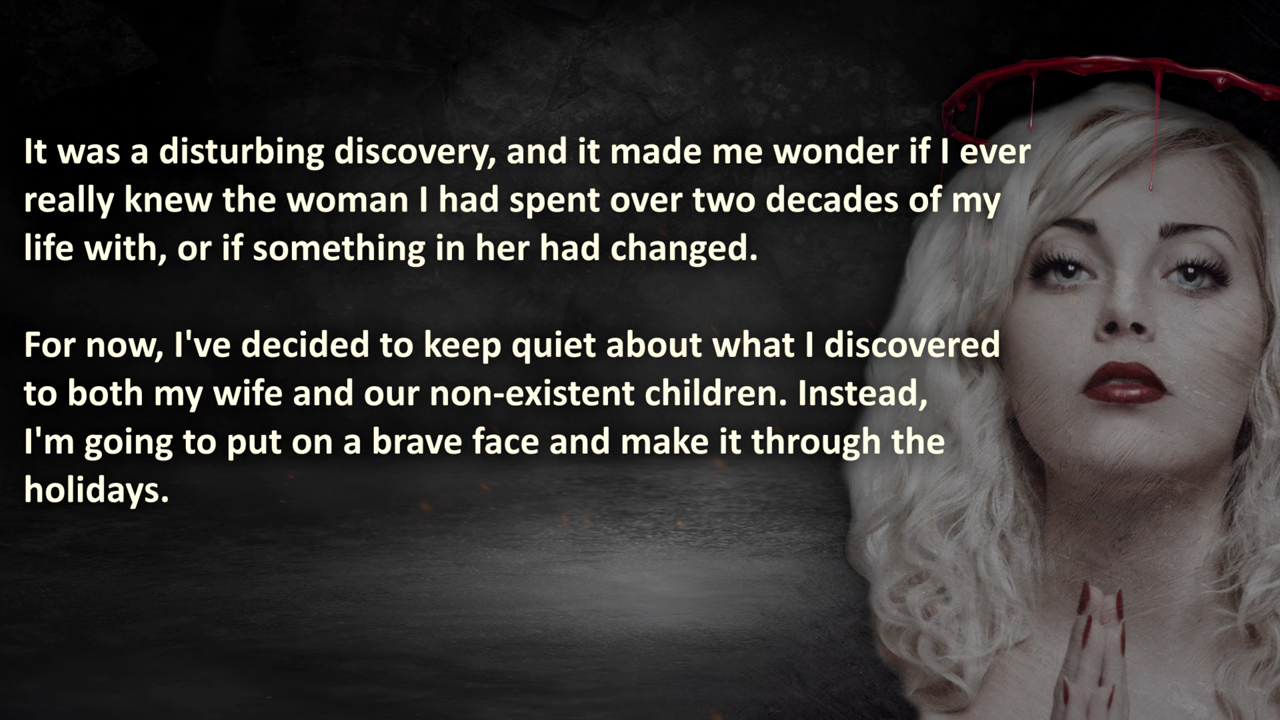 It was a disturbing discovery, and it made me wonder if I ever
really knew the woman I had spent over two decades of my
life with, or if something in her had changed.
For now, I've decided to keep quiet about what I discovered
to both my wife and our non-existent children. Instead,
I'm going to put on a brave face and make it through the
holidays.